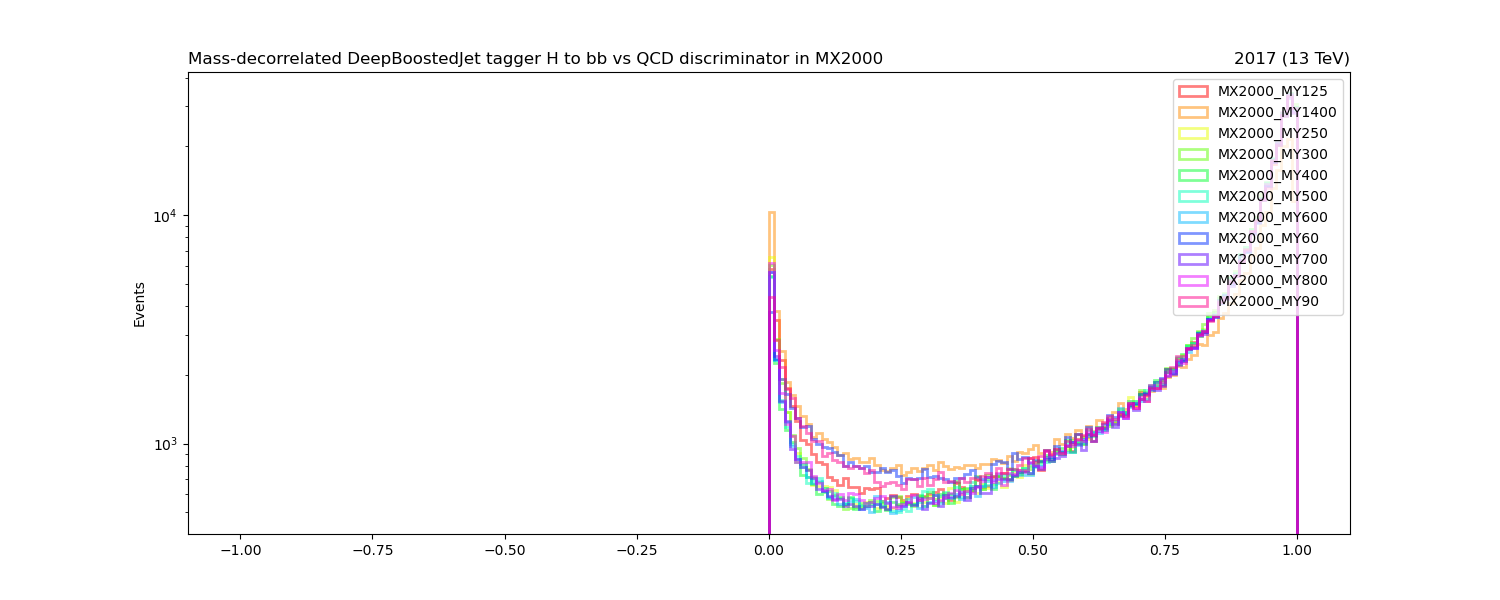 Mass-decorrelated DeepBoostedJet tagger H to bb vs QCD discriminator in MX2000
2017 (13 TeV)
MX2000_MY125
MX2000_MY1400
MX2000_MY250
MX2000_MY300
MX2000_MY400
MX2000_MY500
MX2000_MY600
MX2000_MY60
MX2000_MY700
MX2000_MY800
MX2000_MY90
Events
10⁴
10³
−1.00
−0.75
−0.50
−0.25
0.00
0.25
0.50
0.75
1.00